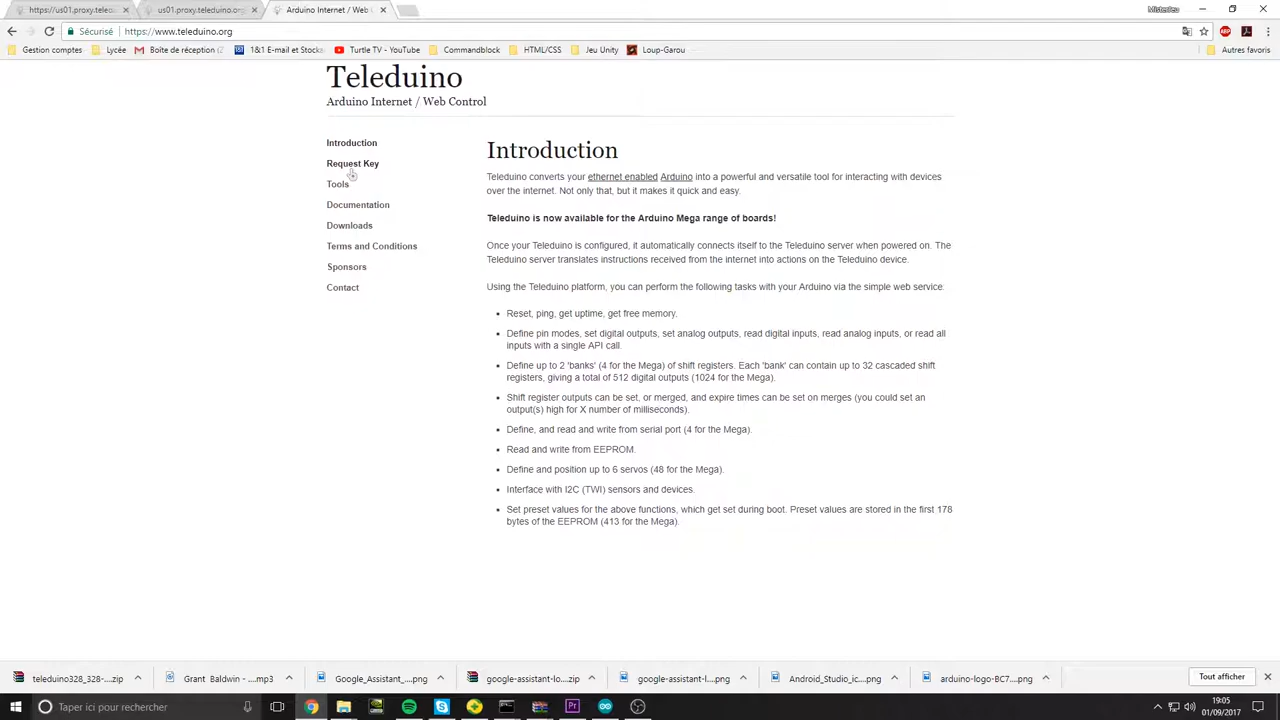 https://us01.proxy.teledu
us01.proxy.teleduino.org
Arduino Internet / Web C
Misterjeu
Sécurisé
https://www.teleduino.org
Gestion comptes
Lycée
Boîte de réception (2
1&1 E-mail et Stock
Turtle TV - YouTube
Commandblock
HTML/CSS
Jeu Unity
Loup-Garou
Autres favoris
Teleduino
Arduino Internet / Web Control
Introduction
Request Key
Tools
Documentation
Downloads
Terms and Conditions
Sponsors
Contact
Introduction
Teleduino converts your ethernet enabled Arduino into a powerful and versatile tool for interacting with devices
over the internet. Not only that, but it makes it quick and easy.
Teleduino is now available for the Arduino Mega range of boards!
Once your Teleduino is configured, it automatically connects itself to the Teleduino server when powered on. The
Teleduino server translates instructions received from the internet into actions on the Teleduino device.
Using the Teleduino platform, you can perform the following tasks with your Arduino via the simple web service.
• Reset, ping, get uptime, get free memory.
• Define pin modes, set digital outputs, set analog outputs, read digital inputs, read analog inputs, or read all
inputs with a single API call.
• Define up to 2 'banks' (4 for the Mega) of shift registers. Each 'bank' can contain up to 32 cascaded shift
registers, giving a total of 512 digital outputs (1024 for the Mega).
• Shift register outputs can be set, or merged, and expire times can be set on merges (you could set an
output(s) high for X number of milliseconds).
• Define, and read and write from serial port (4 for the Mega).
• Read and write from EEPROM.
• Define and position up to 6 servos (48 for the Mega).
• Interface with I2C (TWI) sensors and devices.
• Set preset values for the above functions, which get set during boot. Preset values are stored in the first 178
bytes of the EEPROM (413 for the Mega).
teleduino328_328-....zip
Grant_Baldwin_-....mp3
Google_Assistant_....png
google-assistant-lo....zip
google-assistant-l....png
Android_Studio_ic....png
arduino-logo-BC7....png
Tout afficher
Taper ici pour rechercher
19:05
01/09/2017